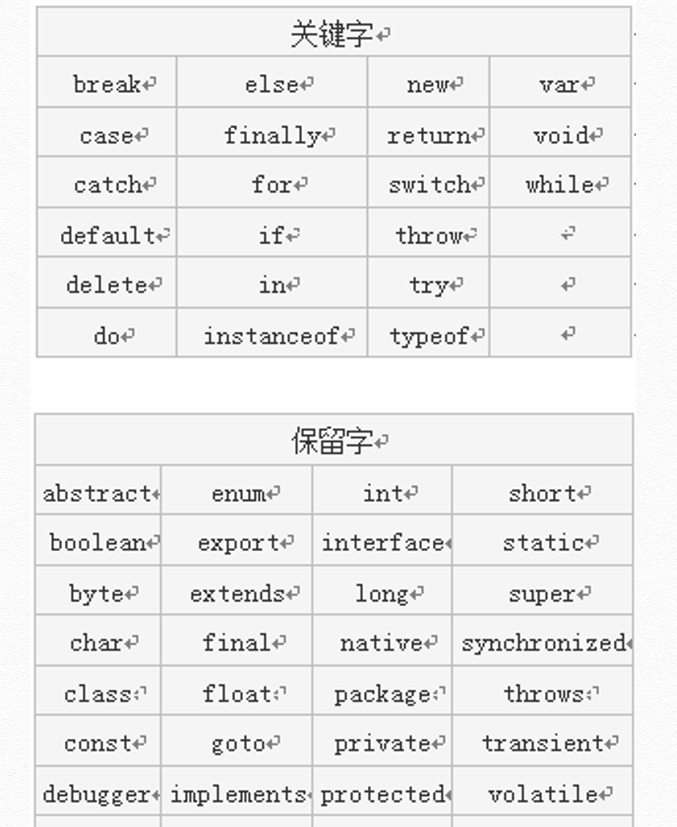 关键字
break else new var
case finally return void
catch for switch while
default if throw
delete in try
do instanceof typeof
保留字
abstract enum int short
boolean export interface static
byte extends long super
char final native synchronized
class float package throws
const goto private transient
debugger implements protected volatile